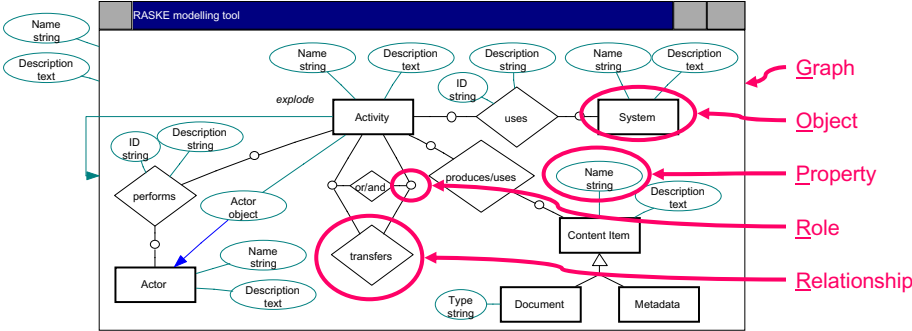 RASKE modelling tool
Name
string
Description
text
Name
string
Description
text
Description
string
Name
string
Description
text
ID
string
explode
Activity
uses
System
ID
string
Description
string
performs
or/and
produces/uses
Name
string
Description
text
Actor
object
Content Item
Name
string
transfers
Actor
Description
text
Type
string
Document
Metadata
Graph
Object
Property
Role
Relationship